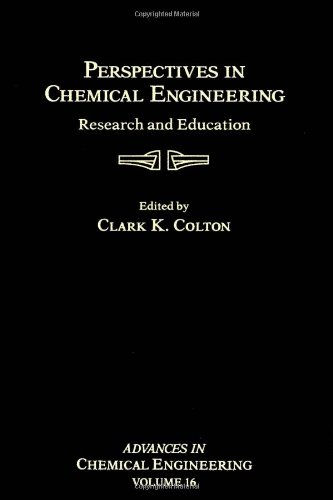 PERSPECTIVES IN
CHEMICAL ENGINEERING
Research and Education
Edited by
CLARK K. COLTON
ADVANCES IN
CHEMICAL ENGINEERING
VOLUME 16